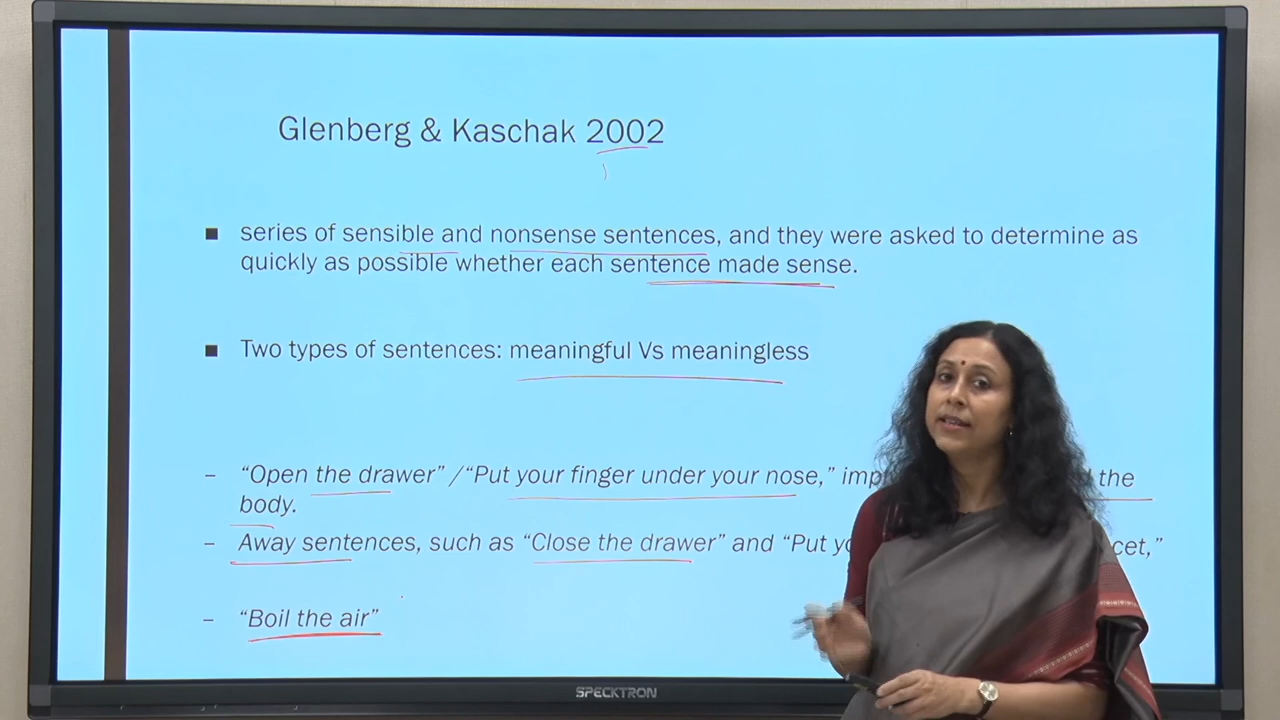 Glenberg & Kaschak 2002
■ series of sensible and nonsense sentences, and they were asked to determine as
quickly as possible whether each sentence made sense.
■ Two types of sentences: meaningful Vs meaningless
– “Open the drawer” /“Put your finger under your nose,” the
body.
– Away sentences, such as “Close the drawer” and “Put
– “Boil the air”
SPECKTRON